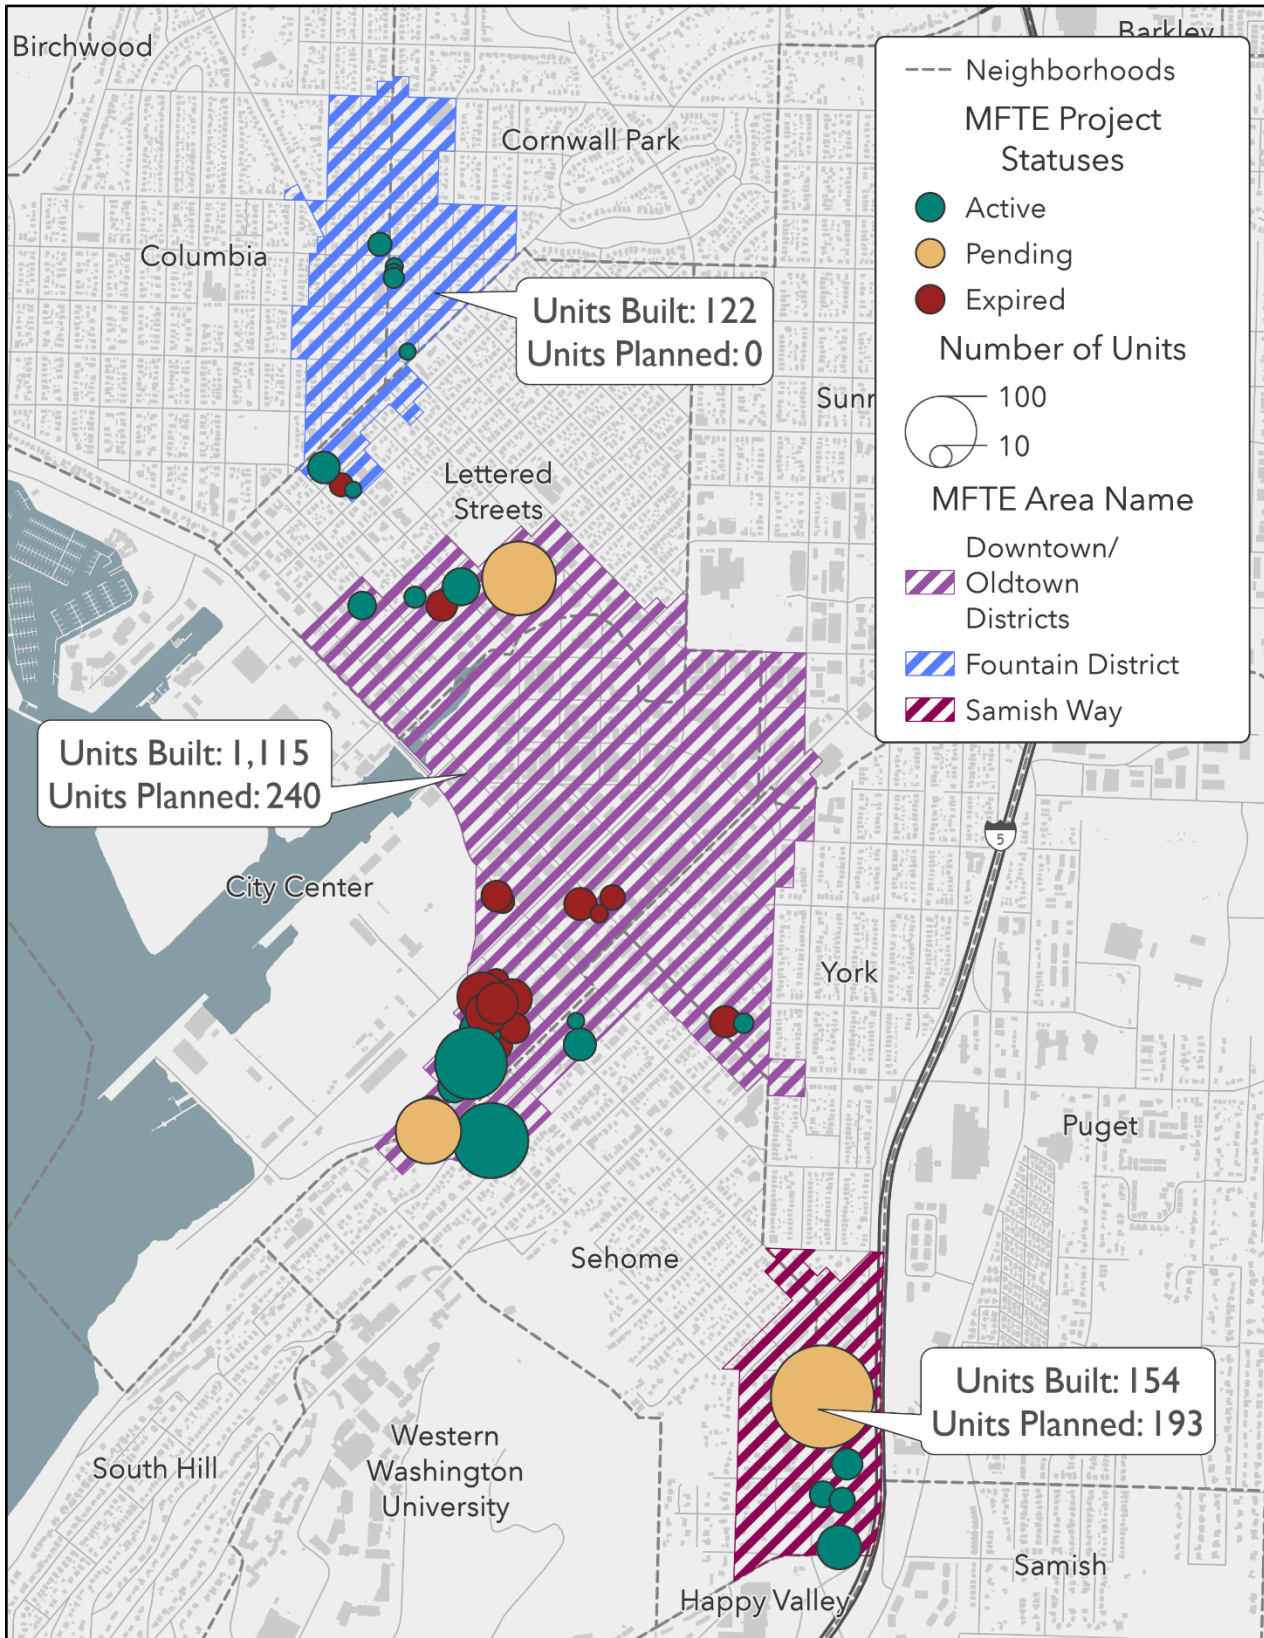 Birchwood
Barkley
Neighborhoods
MFTE Project
Statuses
Active
Pending
Expired
Number of Units
100
10
MFTE Area Name
Downtown/
Oldtown
Districts
Fountain District
Samish Way
Cornwall Park
Columbia
Units Built: 122
Units Planned: 0
Sunn
Lettered
Streets
Units Built: 1,115
Units Planned: 240
5
City Center
York
Puget
Sehome
Units Built: 154
Units Planned: 193
Western
Washington
University
South Hill
Samish
Happy Valley